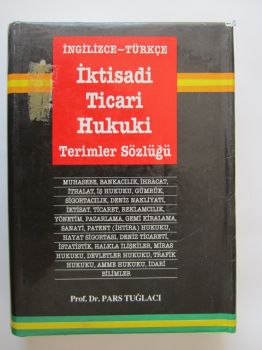 İNGİLİZCE–TÜRKÇE
İktisadi
Ticari
Hukuki
Terimler Sözlüğü
MUHASEBE, BANKACILIK, İHRACAT,
İTHALAT, İŞ HUKUKU, GÜMRÜK,
SİGORTACILIK, DENİZ NAKLİYATI,
İKTİSAT, TİCARET, REKLAMCILIK,
YÖNETİM, PAZARLAMA, GEMİ KİRALAMA,
SANAYİ, PATENT (İHTİRA) HUKUKU,
HAYAT SİGORTASI, DENİZ TİCARETİ,
İSTATİSTİK, HALKLA İLİŞKİLER, MİRAS
HUKUKU, DEVLETLER HUKUKU, TRAFİK
HUKUKU, AMME HUKUKU, İDARİ
BİLİMLER
Prof. Dr. PARS TUĞLACI